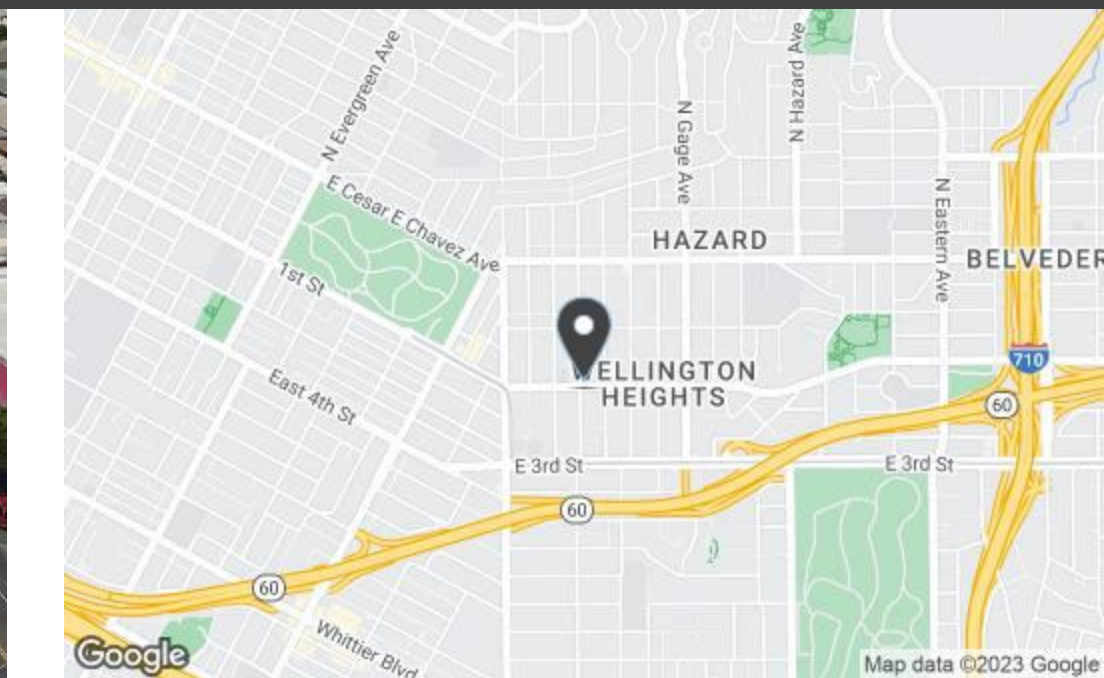 N Evergreen Ave
E Cesar E Chavez Ave
N Gage Ave
N Hazard Ave
HAZARD
N Eastern Ave
BELVEDER
1st St
710
WELLINGTON
HEIGHTS
60
East 4th St
E 3rd St
E 3rd St
60
60
Whittier Blvd
Google
Map data ©2023 Google